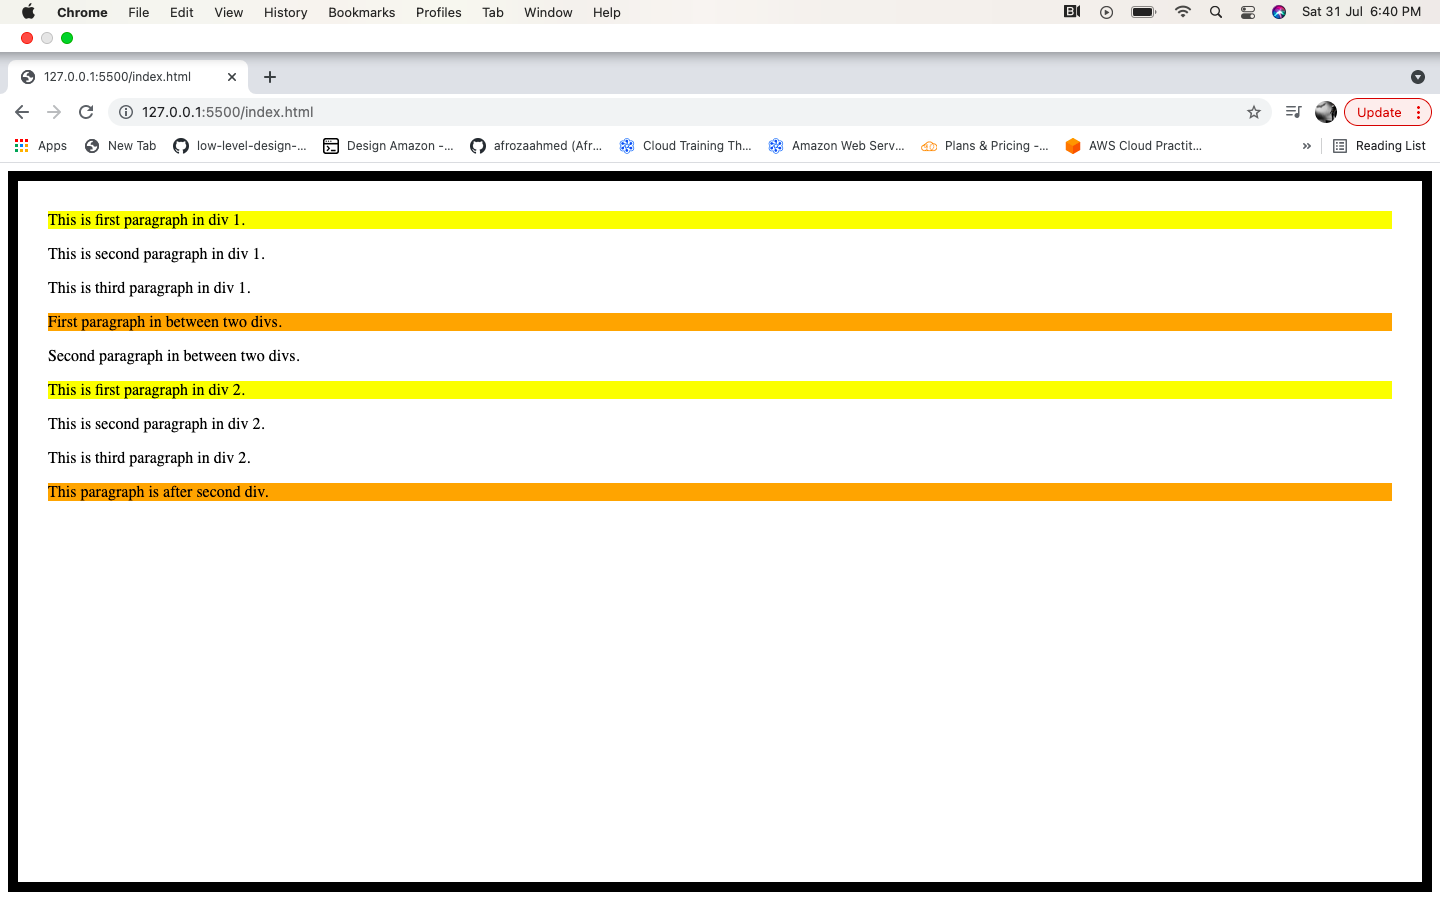 Chrome File Edit View History Bookmarks Profiles Tab Window Help Sat 31 Jul 6:40 PM
127.0.0.1:5500/index.html
127.0.0.1:5500/index.html Update
Apps New Tab low-level-design-... Design Amazon -... afrozaahmed (Afr... Cloud Training Th... Amazon Web Serv... Plans & Pricing -... AWS Cloud Practit... » Reading List
This is first paragraph in div 1.
This is second paragraph in div 1.
This is third paragraph in div 1.
First paragraph in between two divs.
Second paragraph in between two divs.
This is first paragraph in div 2.
This is second paragraph in div 2.
This is third paragraph in div 2.
This paragraph is after second div.